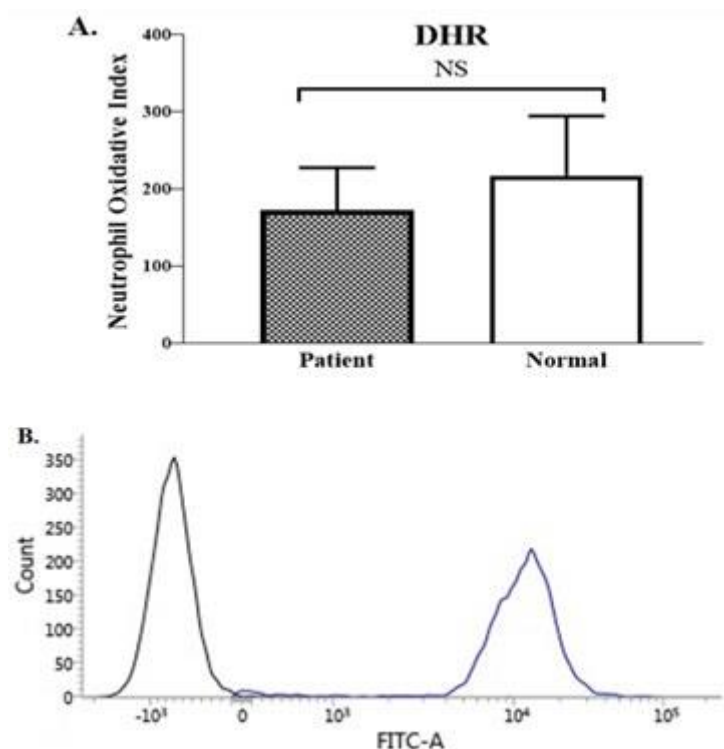 A.
DHR
NS
Neutrophil Oxidative Index
400
300
200
100
0
Patient
Normal
B.
Count
350
300
250
200
150
100
50
0
-10³
0
10³
10⁴
10⁵
FITC-A